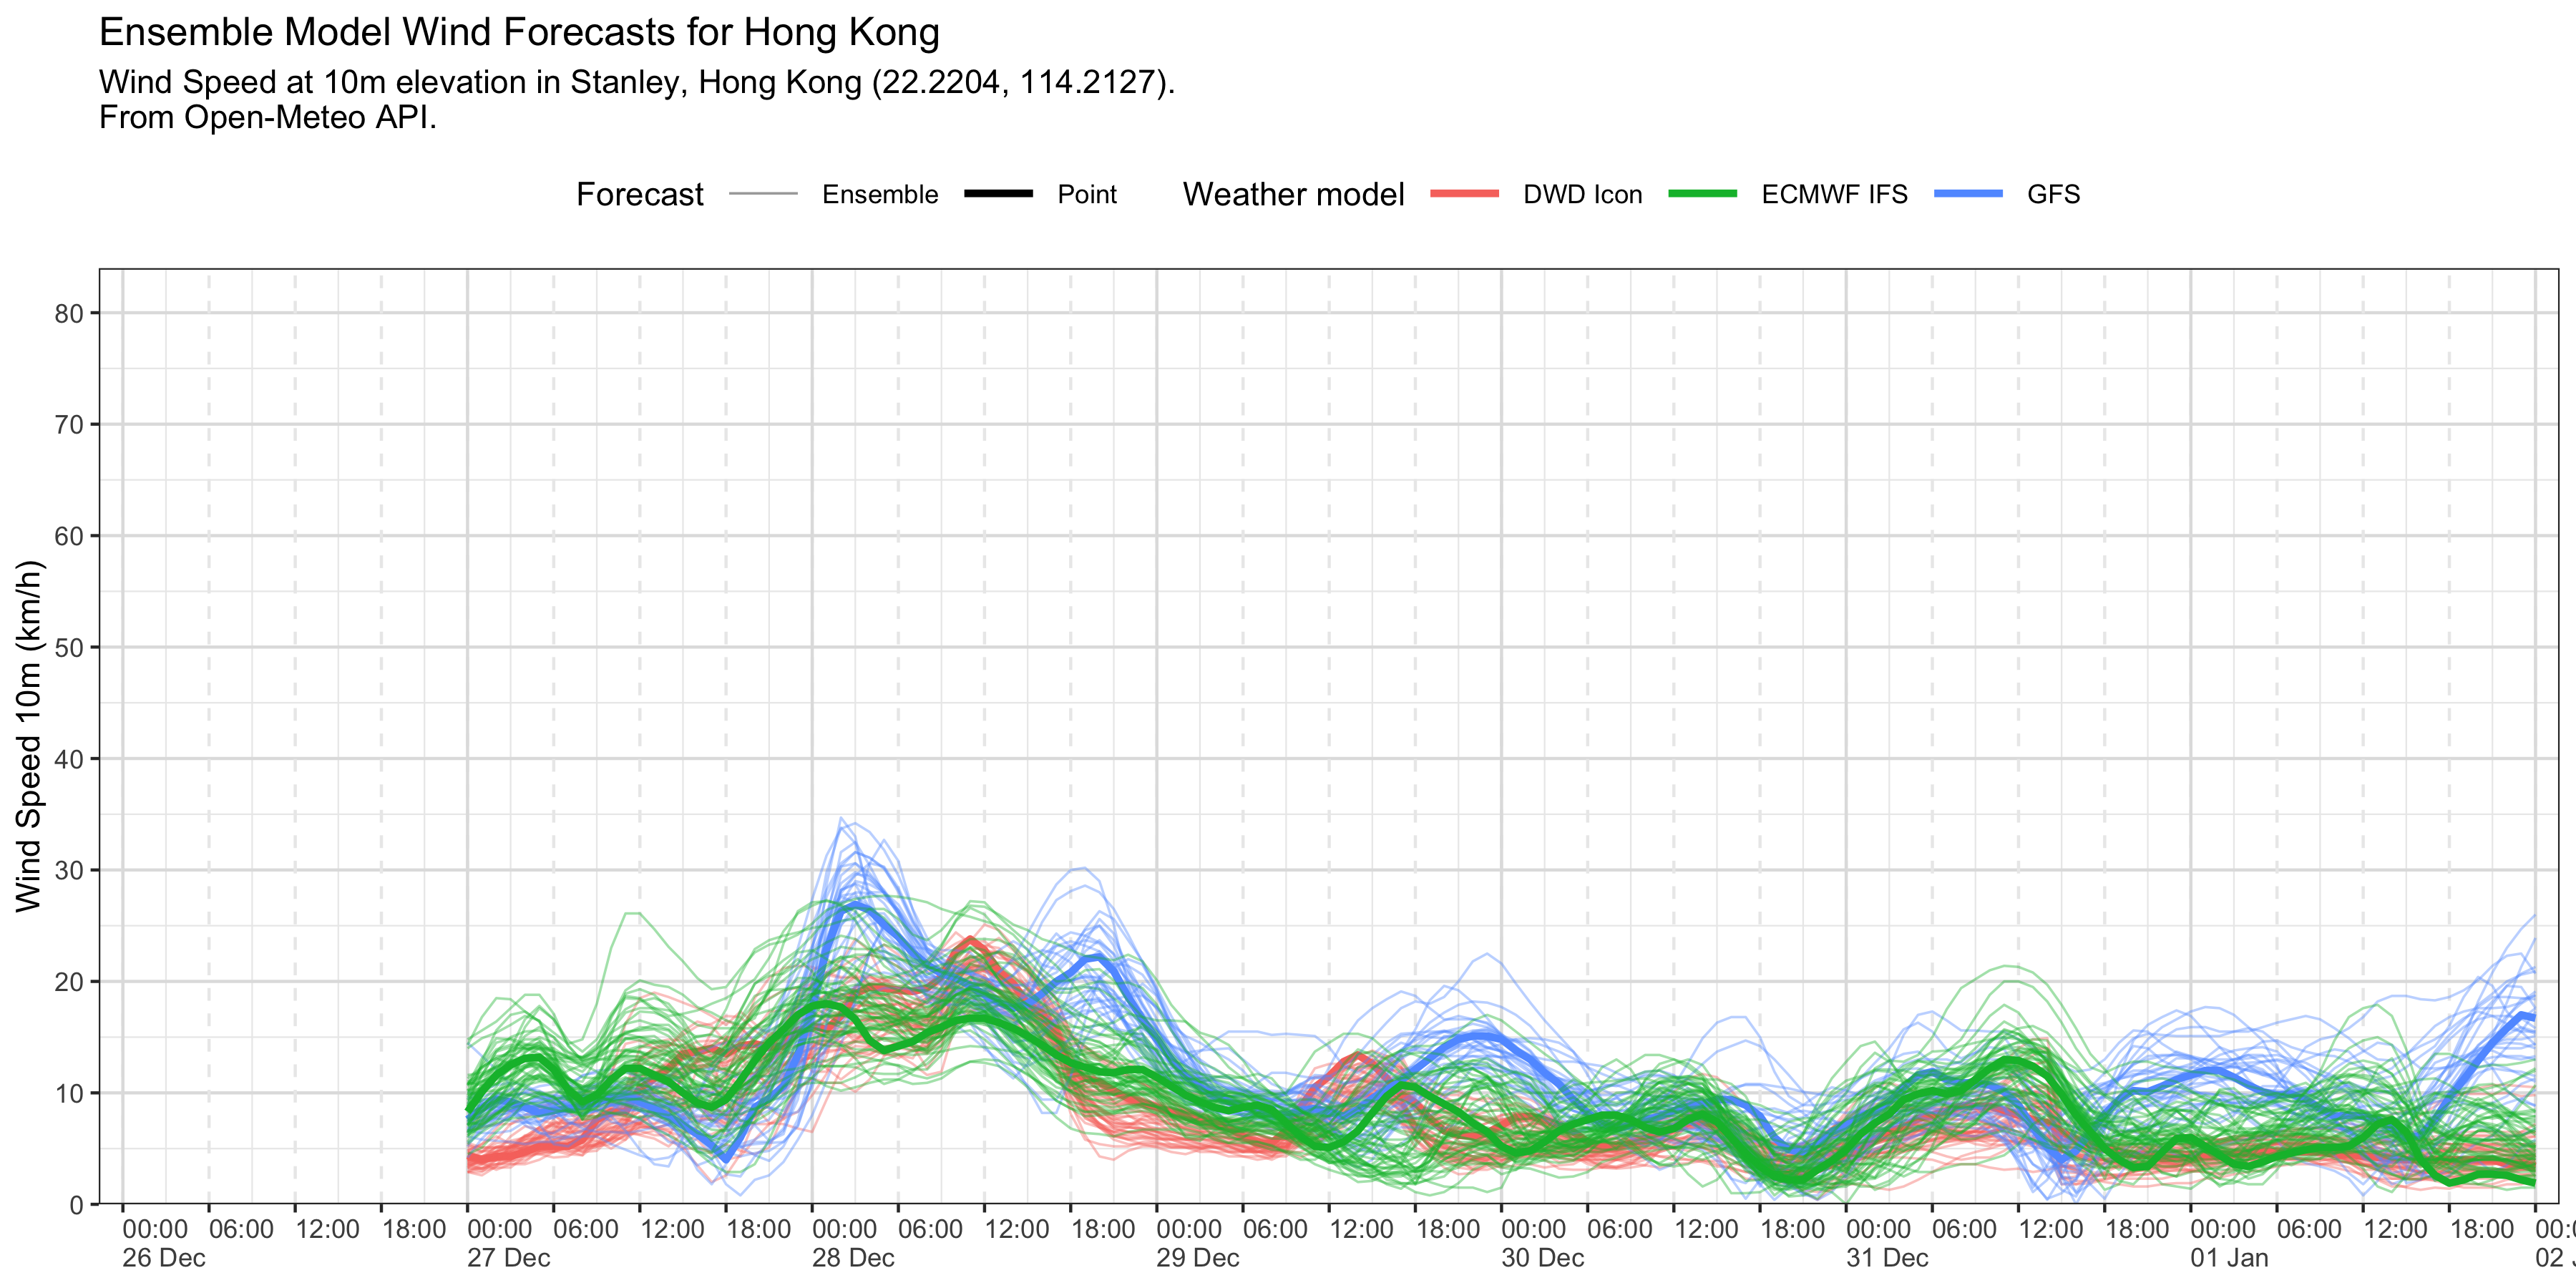 Ensemble Model Wind Forecasts for Hong Kong
Wind Speed at 10m elevation in Stanley, Hong Kong (22.2204, 114.2127).
From Open-Meteo API.
Forecast Ensemble Point Weather model DWD Icon ECMWF IFS GFS
Wind Speed 10m (km/h)
80
70
60
50
40
30
20
10
0
00:00 06:00 12:00 18:00 00:00 06:00 12:00 18:00 00:00 06:00 12:00 18:00 00:00 06:00 12:00 18:00 00:00 06:00 12:00 18:00 00:00 06:00 12:00 18:00 00:00 06:00 12:00 18:00
26 Dec 27 Dec 28 Dec 29 Dec 30 Dec 31 Dec 01 Jan 02